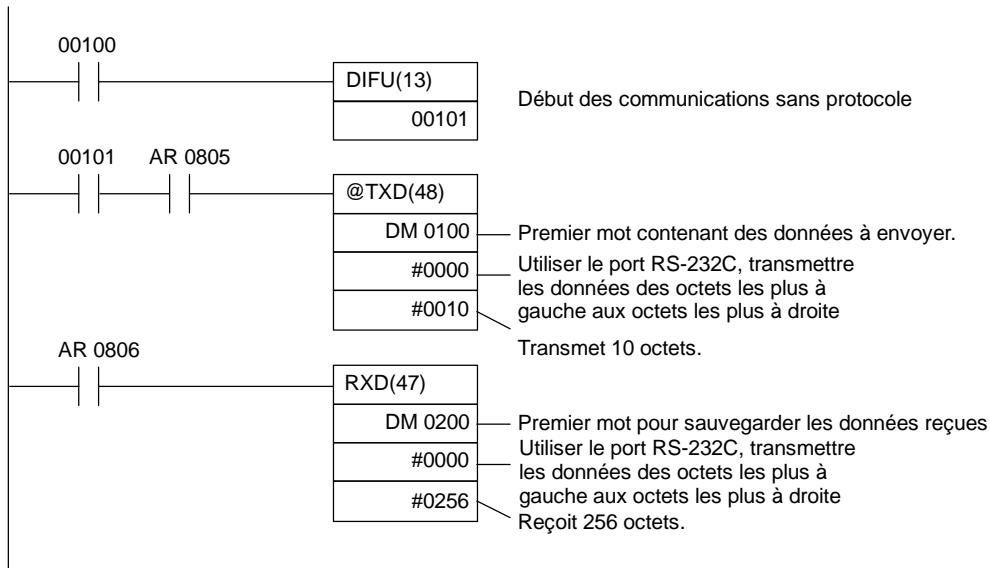 00100
DIFU(13)
00101
Début des communications sans protocole
00101 AR 0805
@TXD(48)
DM 0100
Premier mot contenant des données à envoyer.
#0000
Utiliser le port RS-232C, transmettre
les données des octets les plus à
gauche aux octets les plus à droite
#0010
Transmet 10 octets.
AR 0806
RXD(47)
DM 0200
Premier mot pour sauvegarder les données reçues
#0000
Utiliser le port RS-232C, transmettre
les données des octets les plus à
gauche aux octets les plus à droite
#0256
Reçoit 256 octets.